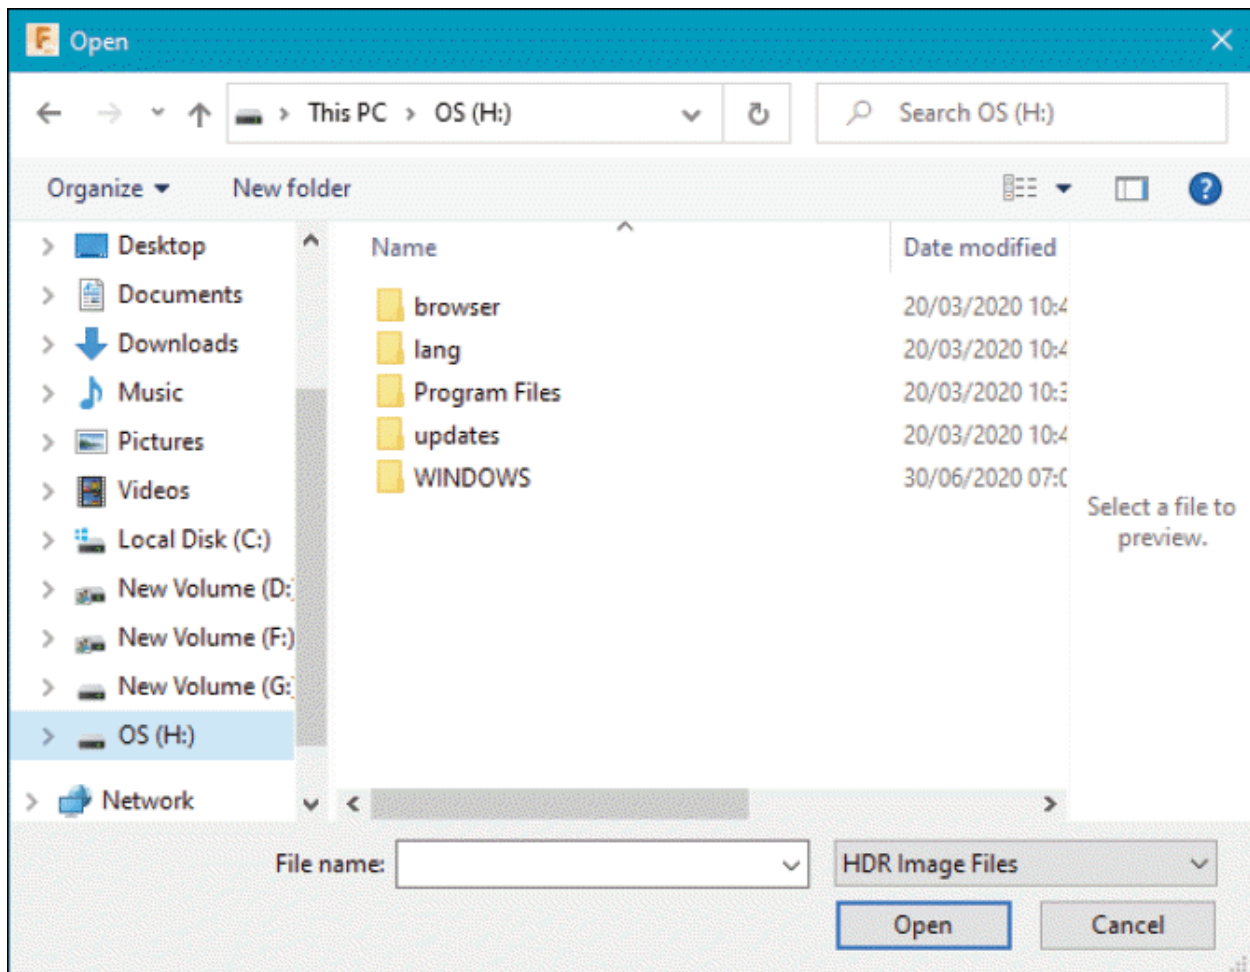 Open
This PC > OS (H:)
Search OS (H:)
Organize
New folder
Desktop
Documents
Downloads
Music
Pictures
Videos
Local Disk (C:)
New Volume (D:
New Volume (F:)
New Volume (G:
OS (H:)
Network
Name
Date modified
browser 20/03/2020 10:4
lang 20/03/2020 10:4
Program Files 20/03/2020 10:3
updates 20/03/2020 10:4
WINDOWS 30/06/2020 07:0
Select a file to
preview.
File name:
HDR Image Files
Open
Cancel